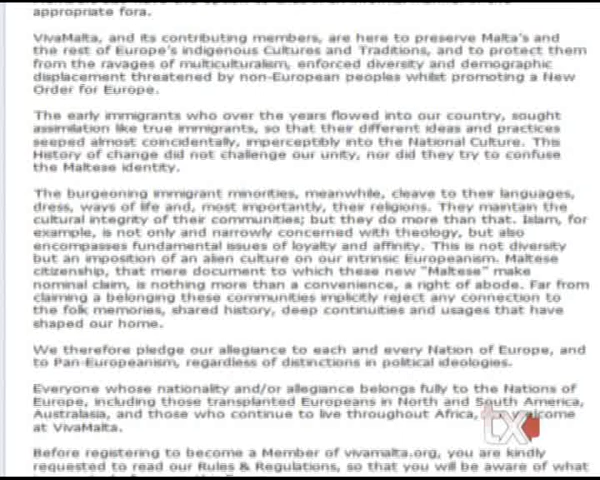 appropriate fora.
VivaMalta, and its contributing members, are here to preserve Malta's and
the rest of Europe's indigenous Cultures and Traditions, and to protect them
from the ravages of multiculturalism, enforced diversity and demographic
displacement threatened by non-European peoples whilst promoting a New
Order for Europe.
The early immigrants who over the years flowed into our country, sought
assimilation like true immigrants, so that their different ideas and practices
seeped almost coincidentally, imperceptibly into the National Culture. This
History of change did not challenge our unity, nor did they try to confuse
the Maltese identity.
The burgeoning immigrant minorities, meanwhile, cleave to their languages,
dress, ways of life and, most importantly, their religions. They maintain the
cultural integrity of their communities; but they do more than that. Islam, for
example, is not only and narrowly concerned with theology, but also
encompasses fundamental issues of loyalty and affinity. This is not diversity
but an imposition of an alien culture on our intrinsic Europeanism. Maltese
citizenship, that mere document to which these new "Maltese" make
nominal claim, is nothing more than a convenience, a right of abode. Far from
claiming a belonging these communities implicitly reject any connection to
the folk memories, shared history, deep continuities and usages that have
shaped our home.
We therefore pledge our allegiance to each and every Nation of Europe, and
to Pan-Europeanism, regardless of distinctions in political ideologies.
Everyone whose nationality and/or allegiance belongs fully to the Nations of
Europe, including those transplanted Europeans in North and South America,
Australasia, and those who continue to live throughout Africa,
at VivaMalta.
tx
Before registering to become a Member of vivamalta.org, you are kindly
requested to read our Rules & Regulations, so that you will be aware of what